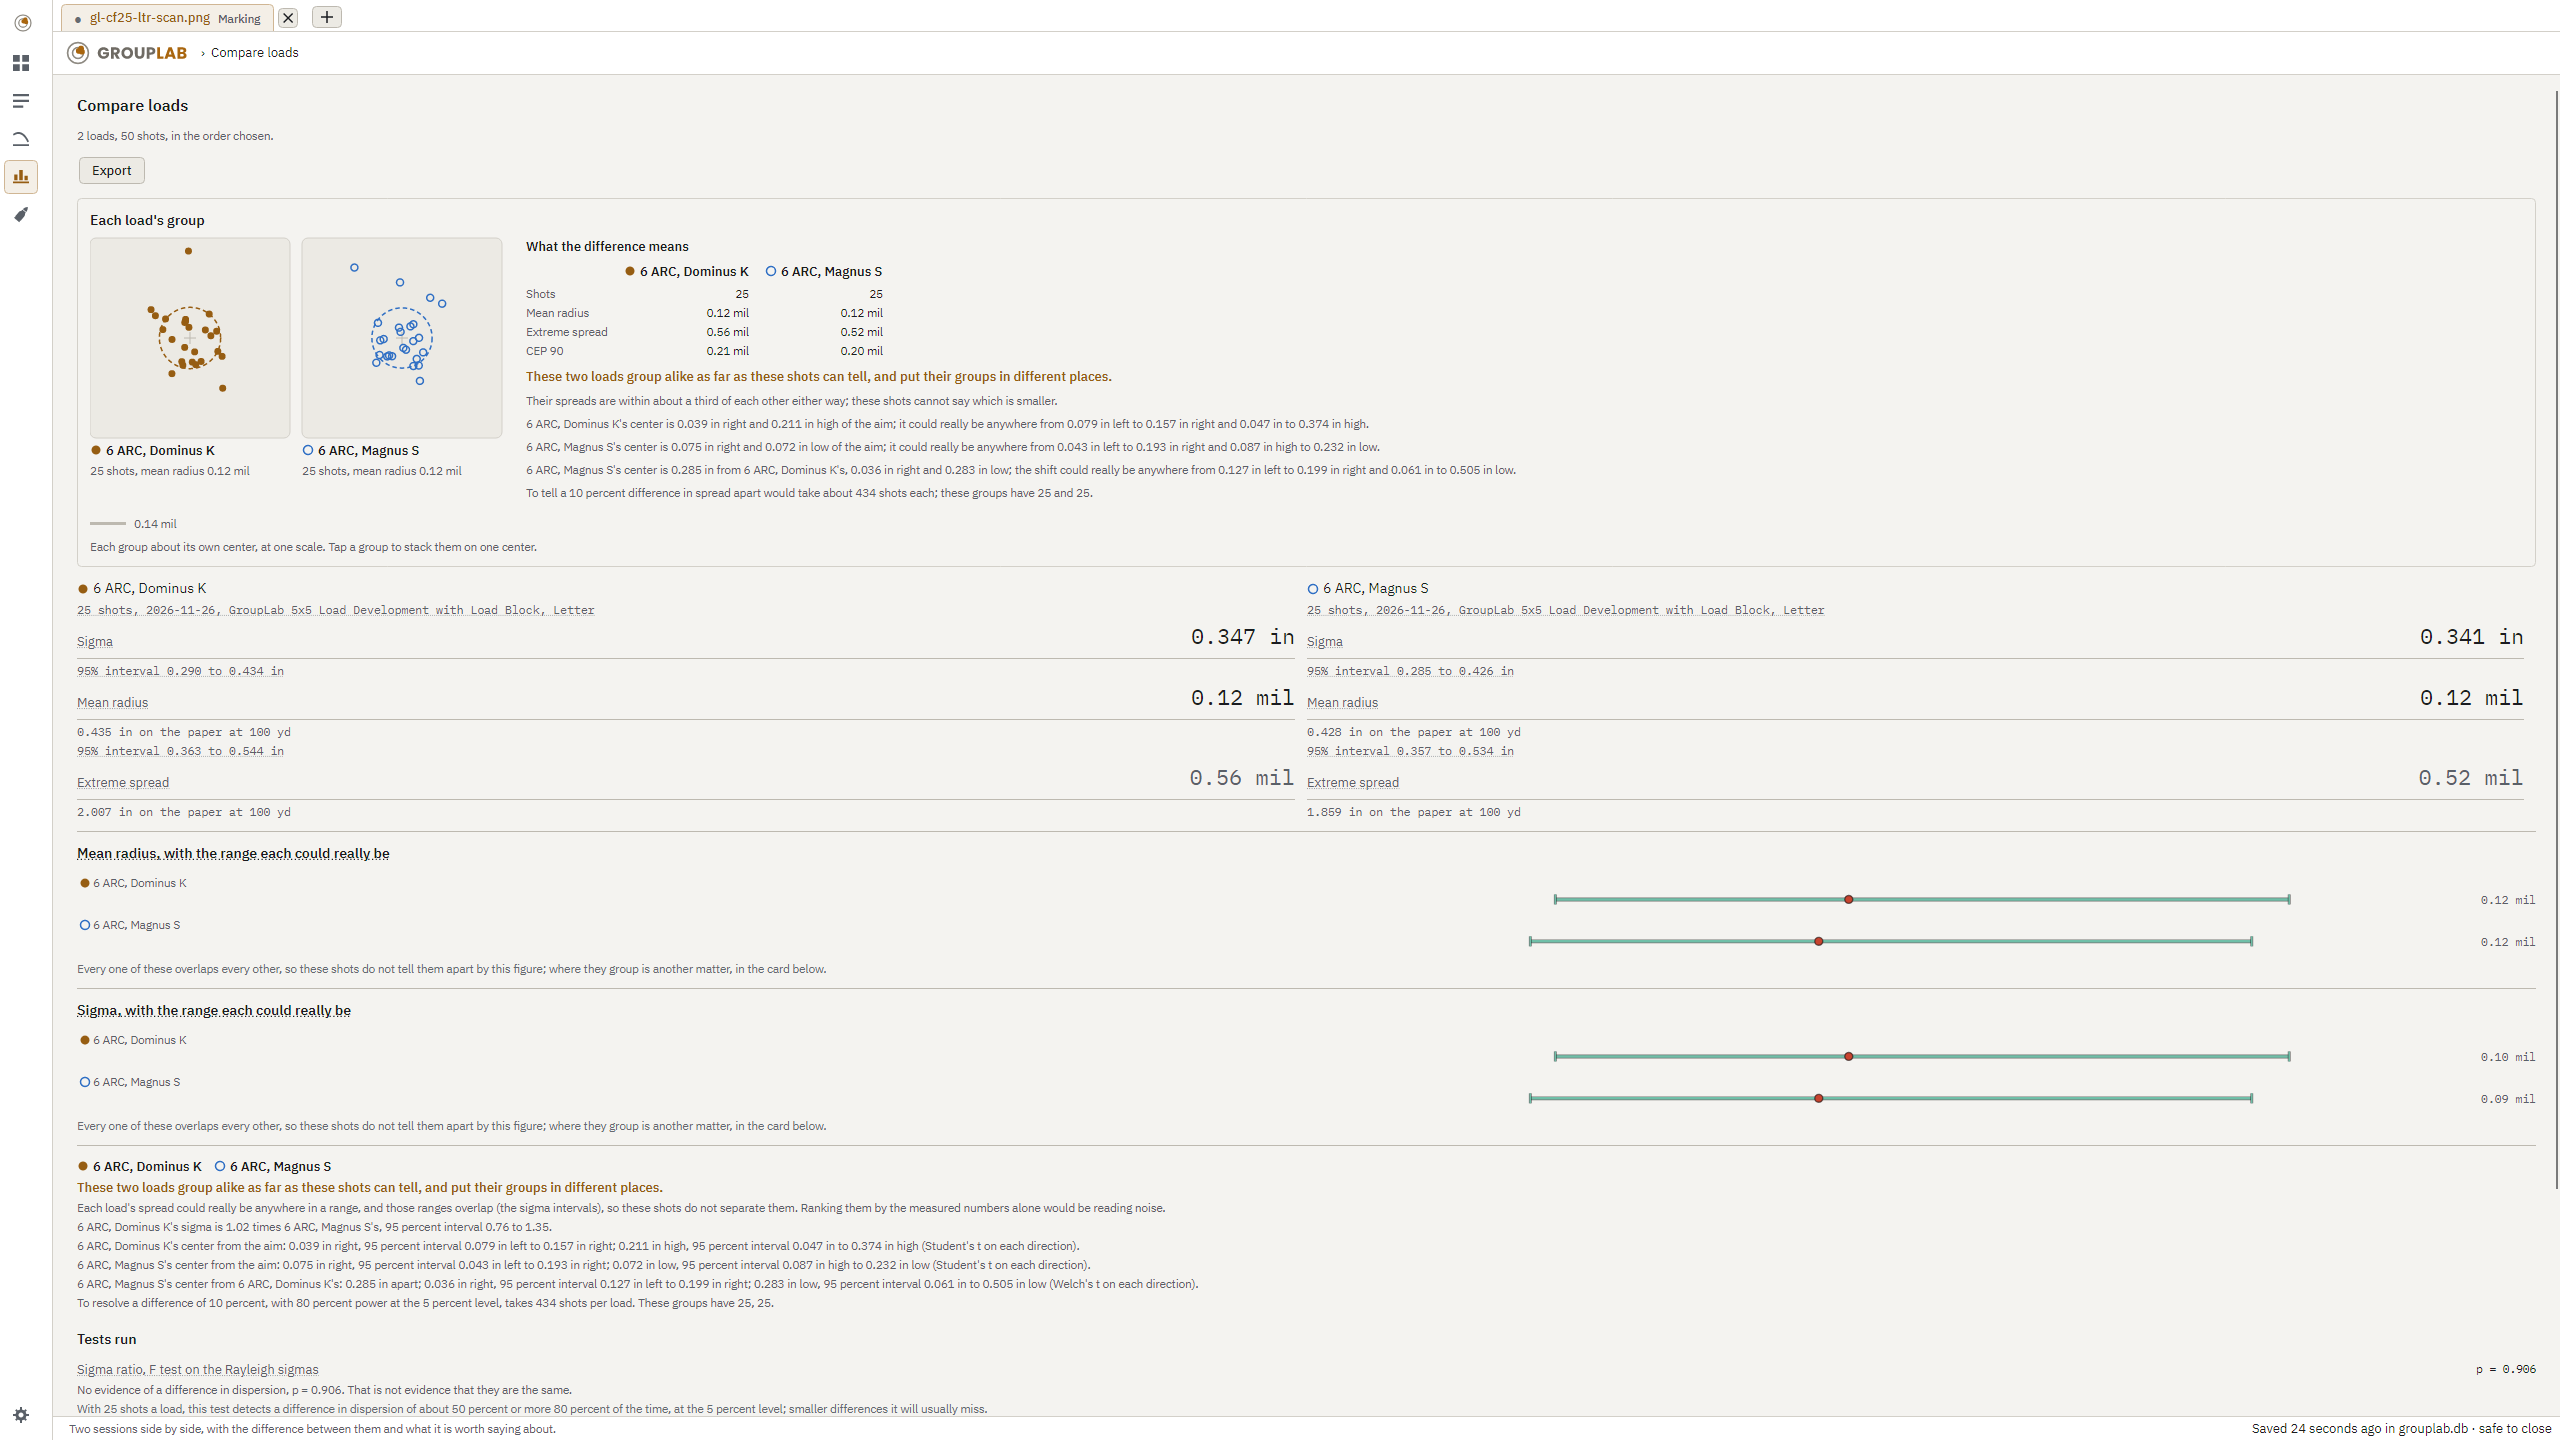 gl-cf25-ltr-scan.png Marking
GROUPLAB › Compare loads
Compare loads
2 loads, 50 shots, in the order chosen.
Export
Each load's group
What the difference means
6 ARC, Dominus K 6 ARC, Magnus S
Shots 25 25
Mean radius 0.12 mil 0.12 mil
Extreme spread 0.56 mil 0.52 mil
CEP 90 0.21 mil 0.20 mil
These two loads group alike as far as these shots can tell, and put their groups in different places.
Their spreads are within about a third of each other either way; these shots cannot say which is smaller.
6 ARC, Dominus K's center is 0.039 in right and 0.211 in high of the aim; it could really be anywhere from 0.079 in left to 0.157 in right and 0.047 in to 0.374 in high.
6 ARC, Magnus S's center is 0.075 in right and 0.072 in low of the aim; it could really be anywhere from 0.043 in left to 0.193 in right and 0.087 in high to 0.232 in low.
6 ARC, Magnus S's center is 0.285 in from 6 ARC, Dominus K's, 0.036 in right and 0.283 in low; the shift could really be anywhere from 0.127 in left to 0.199 in right and 0.061 in to 0.505 in low.
To tell a 10 percent difference in spread apart would take about 434 shots each; these groups have 25 and 25.
6 ARC, Dominus K
25 shots, mean radius 0.12 mil
6 ARC, Magnus S
25 shots, mean radius 0.12 mil
0.14 mil
Each group about its own center, at one scale. Tap a group to stack them on one center.
6 ARC, Dominus K
25 shots, 2026-11-26, GroupLab 5x5 Load Development with Load Block, Letter
Sigma 0.347 in
95% interval 0.290 to 0.434 in
Mean radius 0.12 mil
0.435 in on the paper at 100 yd
95% interval 0.363 to 0.544 in
Extreme spread 0.56 mil
2.007 in on the paper at 100 yd
6 ARC, Magnus S
25 shots, 2026-11-26, GroupLab 5x5 Load Development with Load Block, Letter
Sigma 0.341 in
95% interval 0.285 to 0.426 in
Mean radius 0.12 mil
0.428 in on the paper at 100 yd
95% interval 0.357 to 0.534 in
Extreme spread 0.52 mil
1.859 in on the paper at 100 yd
Mean radius, with the range each could really be
6 ARC, Dominus K 0.12 mil
6 ARC, Magnus S 0.12 mil
Every one of these overlaps every other, so these shots do not tell them apart by this figure; where they group is another matter, in the card below.
Sigma, with the range each could really be
6 ARC, Dominus K 0.10 mil
6 ARC, Magnus S 0.09 mil
Every one of these overlaps every other, so these shots do not tell them apart by this figure; where they group is another matter, in the card below.
6 ARC, Dominus K 6 ARC, Magnus S
These two loads group alike as far as these shots can tell, and put their groups in different places.
Each load's spread could really be anywhere in a range, and those ranges overlap (the sigma intervals), so these shots do not separate them. Ranking them by the measured numbers alone would be reading noise.
6 ARC, Dominus K's sigma is 1.02 times 6 ARC, Magnus S's, 95 percent interval 0.76 to 1.35.
6 ARC, Dominus K's center from the aim: 0.039 in right, 95 percent interval 0.079 in left to 0.157 in right; 0.211 in high, 95 percent interval 0.047 in to 0.374 in high (Student's t on each direction).
6 ARC, Magnus S's center from the aim: 0.075 in right, 95 percent interval 0.043 in left to 0.193 in right; 0.072 in low, 95 percent interval 0.087 in high to 0.232 in low (Student's t on each direction).
6 ARC, Magnus S's center from 6 ARC, Dominus K's: 0.285 in apart; 0.036 in right, 95 percent interval 0.127 in left to 0.199 in right; 0.283 in low, 95 percent interval 0.061 in to 0.505 in low (Welch's t on each direction).
To resolve a difference of 10 percent, with 80 percent power at the 5 percent level, takes 434 shots per load. These groups have 25, 25.
Tests run
Sigma ratio, F test on the Rayleigh sigmas p = 0.906
No evidence of a difference in dispersion, p = 0.906. That is not evidence that they are the same.
With 25 shots a load, this test detects a difference in dispersion of about 50 percent or more 80 percent of the time, at the 5 percent level; smaller differences it will usually miss.
Two sessions side by side, with the difference between them and what it is worth saying about. Saved 24 seconds ago in grouplab.db · safe to close